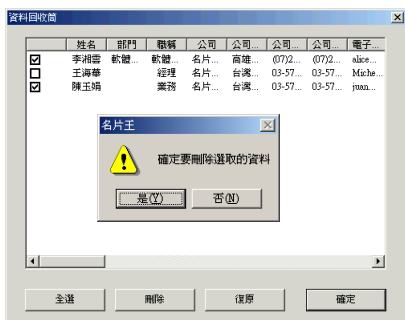 資料回收筒
姓名 部門 職稱 公司 公司... 公司... 公司... 電子...
李湘雲 軟體... 軟體... 名片... 高雄... (07)2... (07)2... alice...
王海華 經理 名片... 台灣... 03-57... 03-57... Miche...
陳玉娟 業務 名片... 台灣... 03-57... 03-57... juan...
名片王
確定要刪除選取的資料
是(Y) 否(N)
全選 刪除 復原 確定